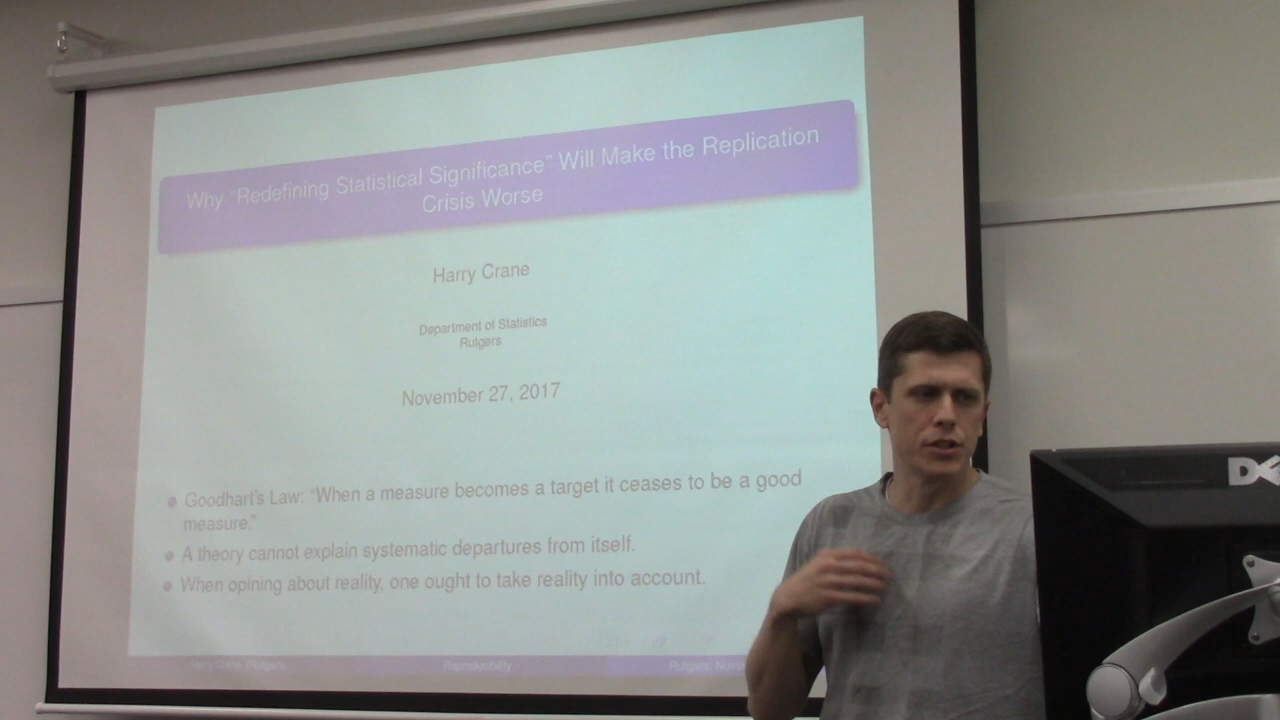 Why "Redefining Statistical Significance" Will Make the Replication
Crisis Worse
Harry Crane
Department of Statistics
Rutgers
November 27, 2017
Goodhart's Law: "When a measure becomes a target it ceases to be a good
measure."
A theory cannot explain systematic departures from itself.
When opining about reality, one ought to take reality into account.
Harry Crane (Rutgers)
Reproducibility
Rutgers: